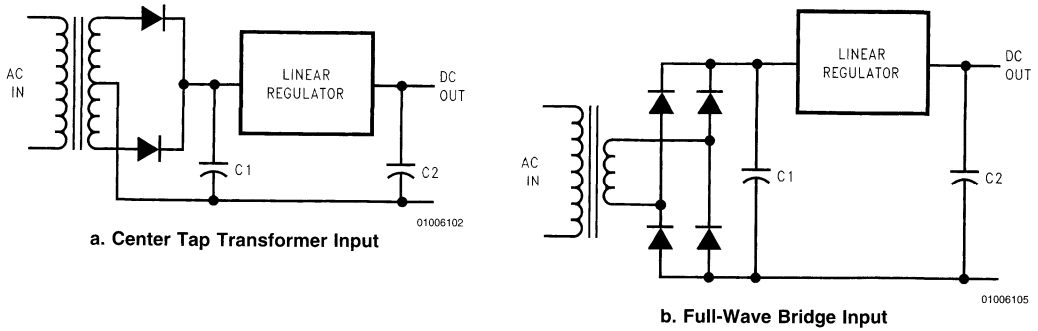 AC
IN
LINEAR
REGULATOR
DC
OUT
C1
C2
01006102
a. Center Tap Transformer Input
AC
IN
LINEAR
REGULATOR
DC
OUT
C1
C2
01006105
b. Full-Wave Bridge Input